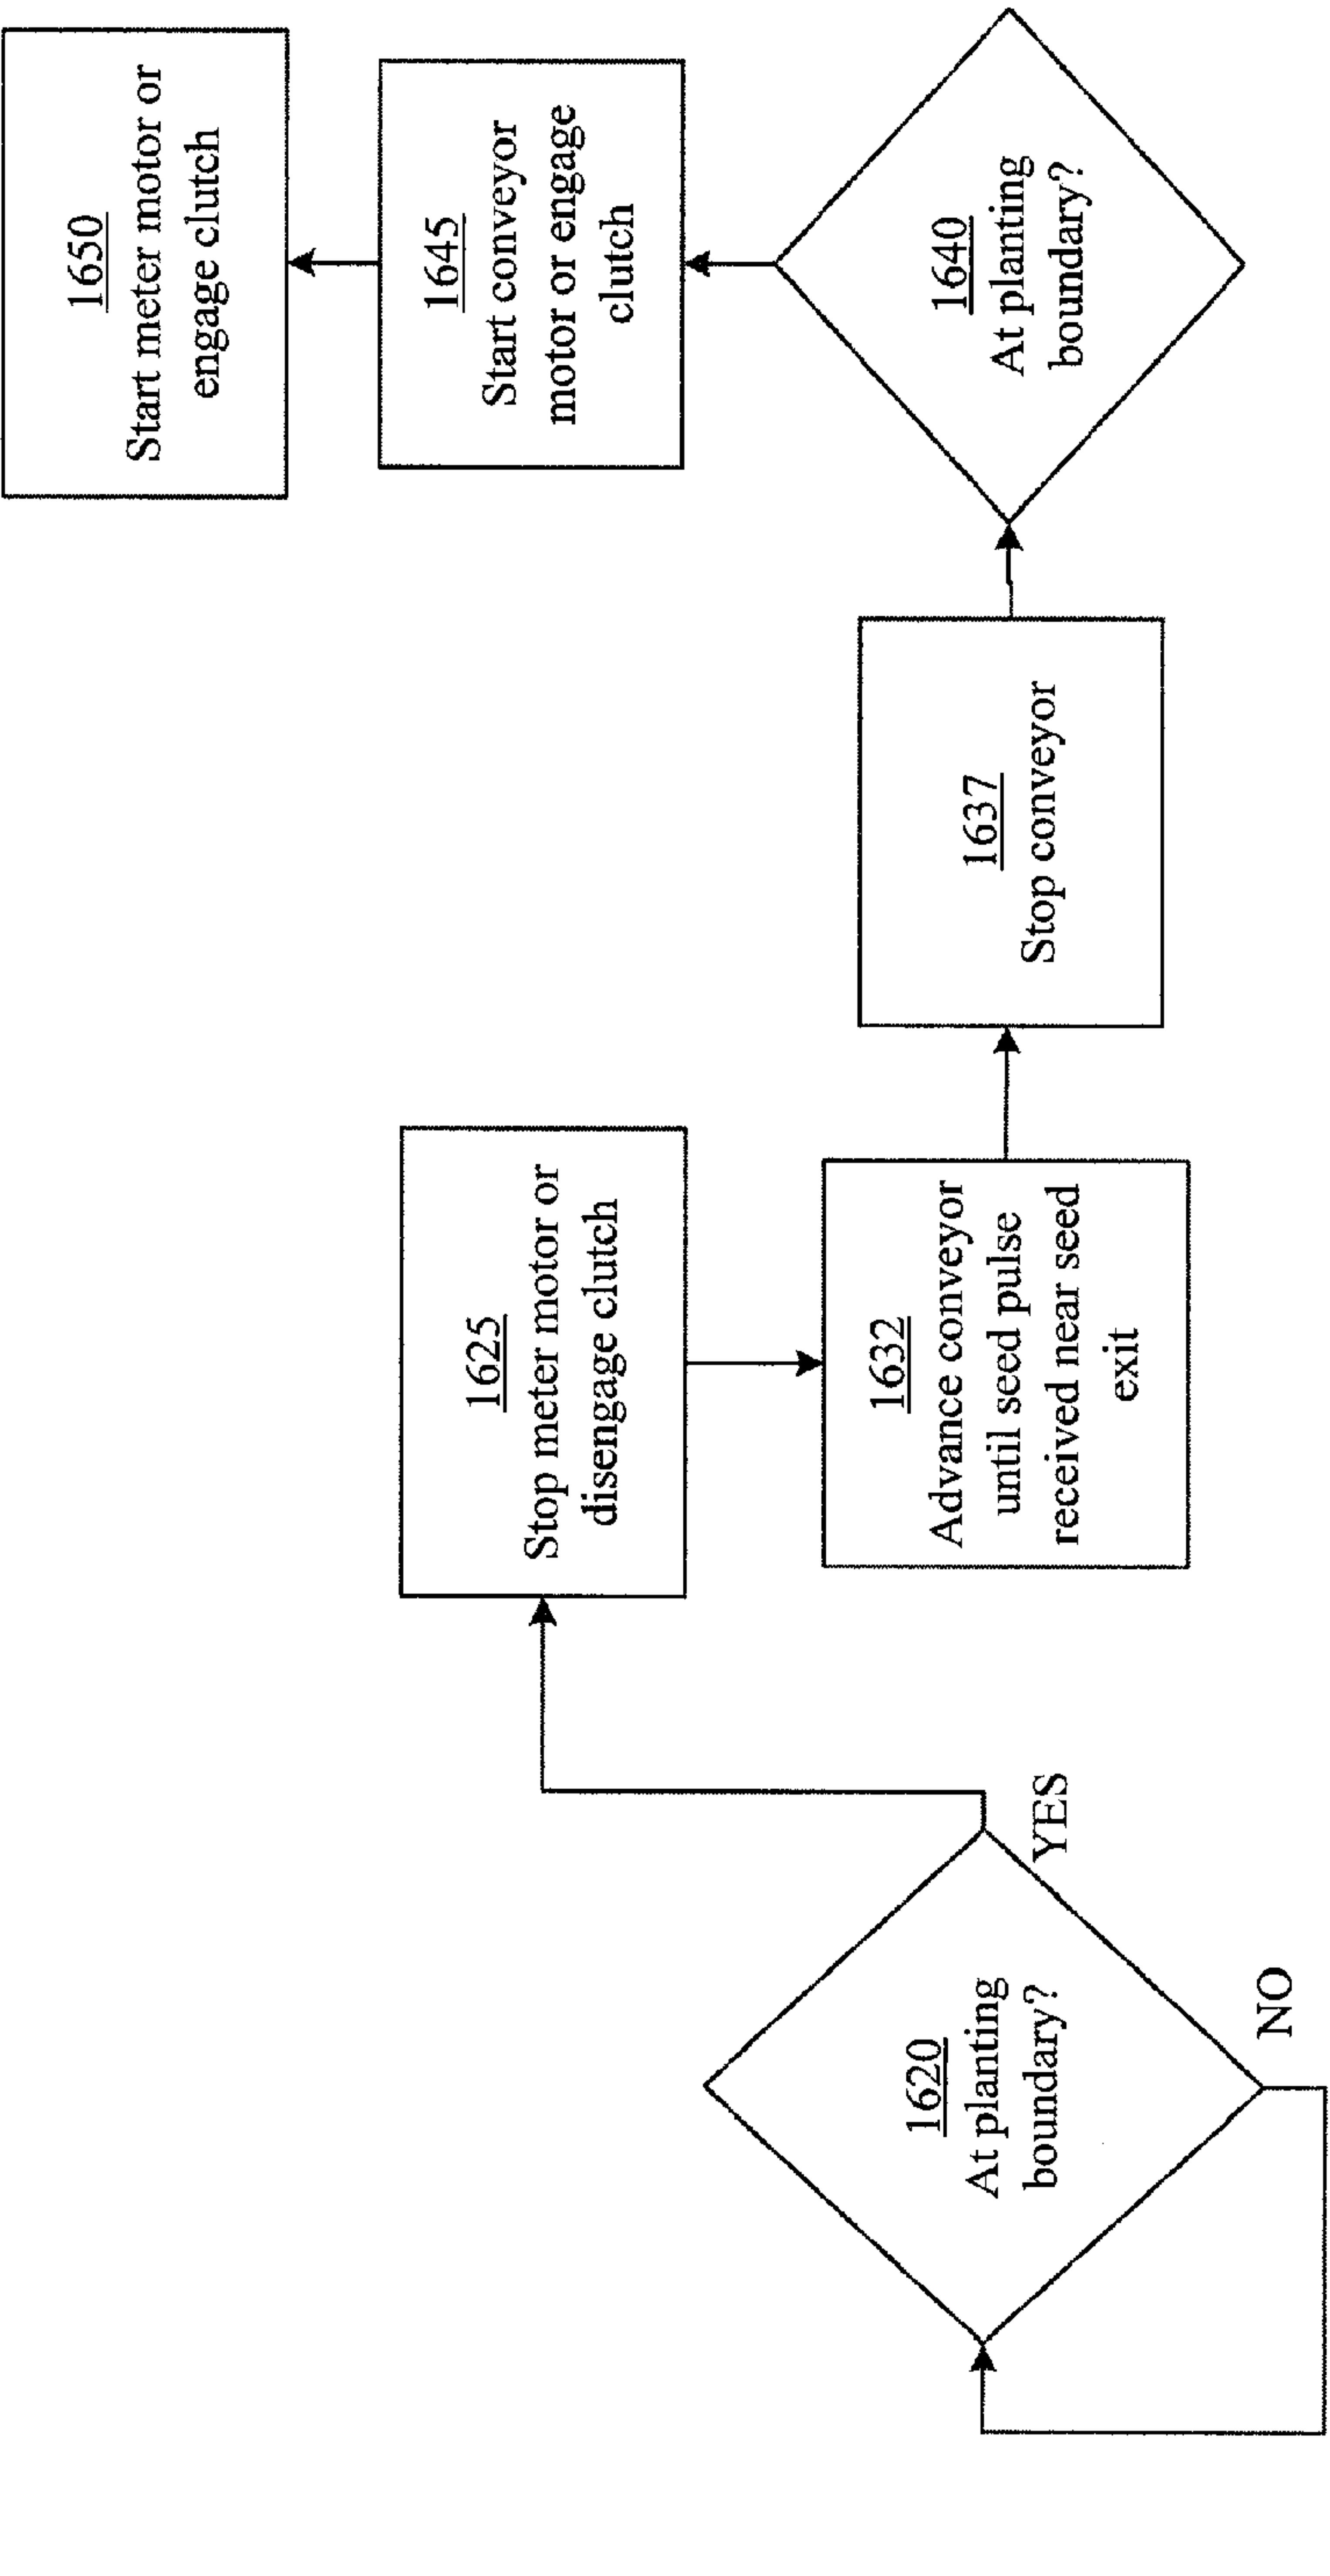 1620
At planting
boundary?
NO
YES
1625
Stop meter motor or
disengage clutch
1632
Advance conveyor
until seed pulse
received near seed
exit
1637
Stop conveyor
1640
At planting
boundary?
1645
Start conveyor
motor or engage
clutch
1650
Start meter motor or
engage clutch